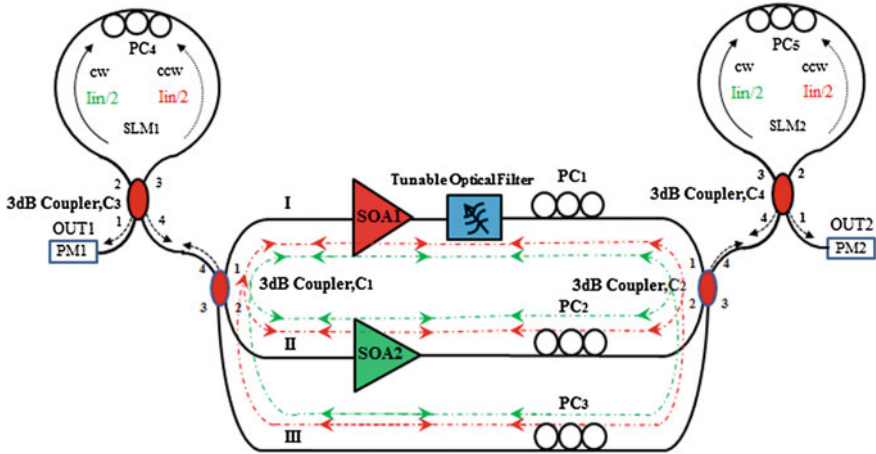 PC4
cw
ccw
Iin/2
Iin/2
SLM1
2
3
3dB Coupler,C3
1
4
OUT1
PM1
PC5
cw
ccw
Iin/2
Iin/2
SLM2
3
2
3dB Coupler,C4
4
1
OUT2
PM2
I
SOA1
Tunable Optical Filter
PC1
4
1
3
2
3dB Coupler,C1
3dB Coupler,C2
1
4
2
3
II
SOA2
PC2
III
PC3